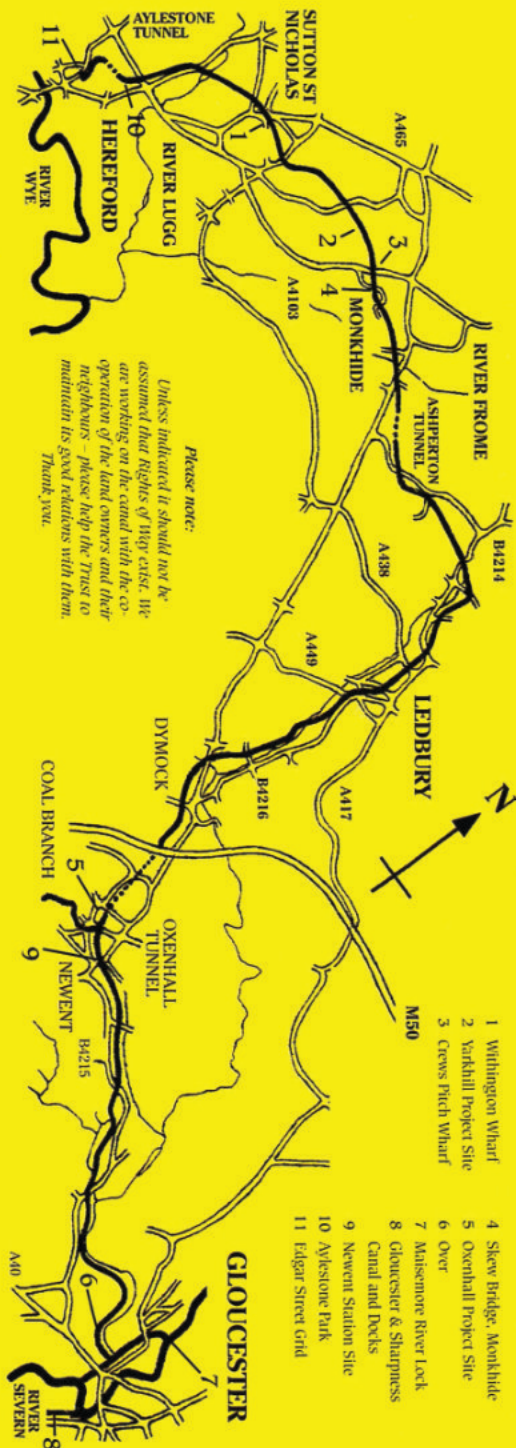 AYLESTONE
TUNNEL
11
10
SUTTON ST
NICHOLAS
1
HEREFORD
RIVER
WYE
RIVER LUGG
A465
2
3
4
MONKHIDE
A4103
RIVER FROME
ASHPERTON
TUNNEL
B4214
A438
A449
LEDBURY
A417
B4216
DYMOCK
N
M50
COAL BRANCH
5
OXENHALL
TUNNEL
9
NEWENT
B4215
A40
6
GLOUCESTER
7
RIVER
SEVERN
8
Please note:
Unless indicated it should not be
assumed that Rights of Way exist. We
are working on the canal with the co-
operation of the land owners and their
neighbours – please help the Trust to
maintain its good relations with them.
Thank you.
1 Withington Wharf
2 Yarkhill Project Site
3 Crews Pitch Wharf
4 Skew Bridge, Monkhide
5 Oxenhall Project Site
6 Over
7 Maisemore River Lock
8 Gloucester & Sharpness
Canal and Docks
9 Newent Station Site
10 Aylestone Park
11 Edgar Street Grid